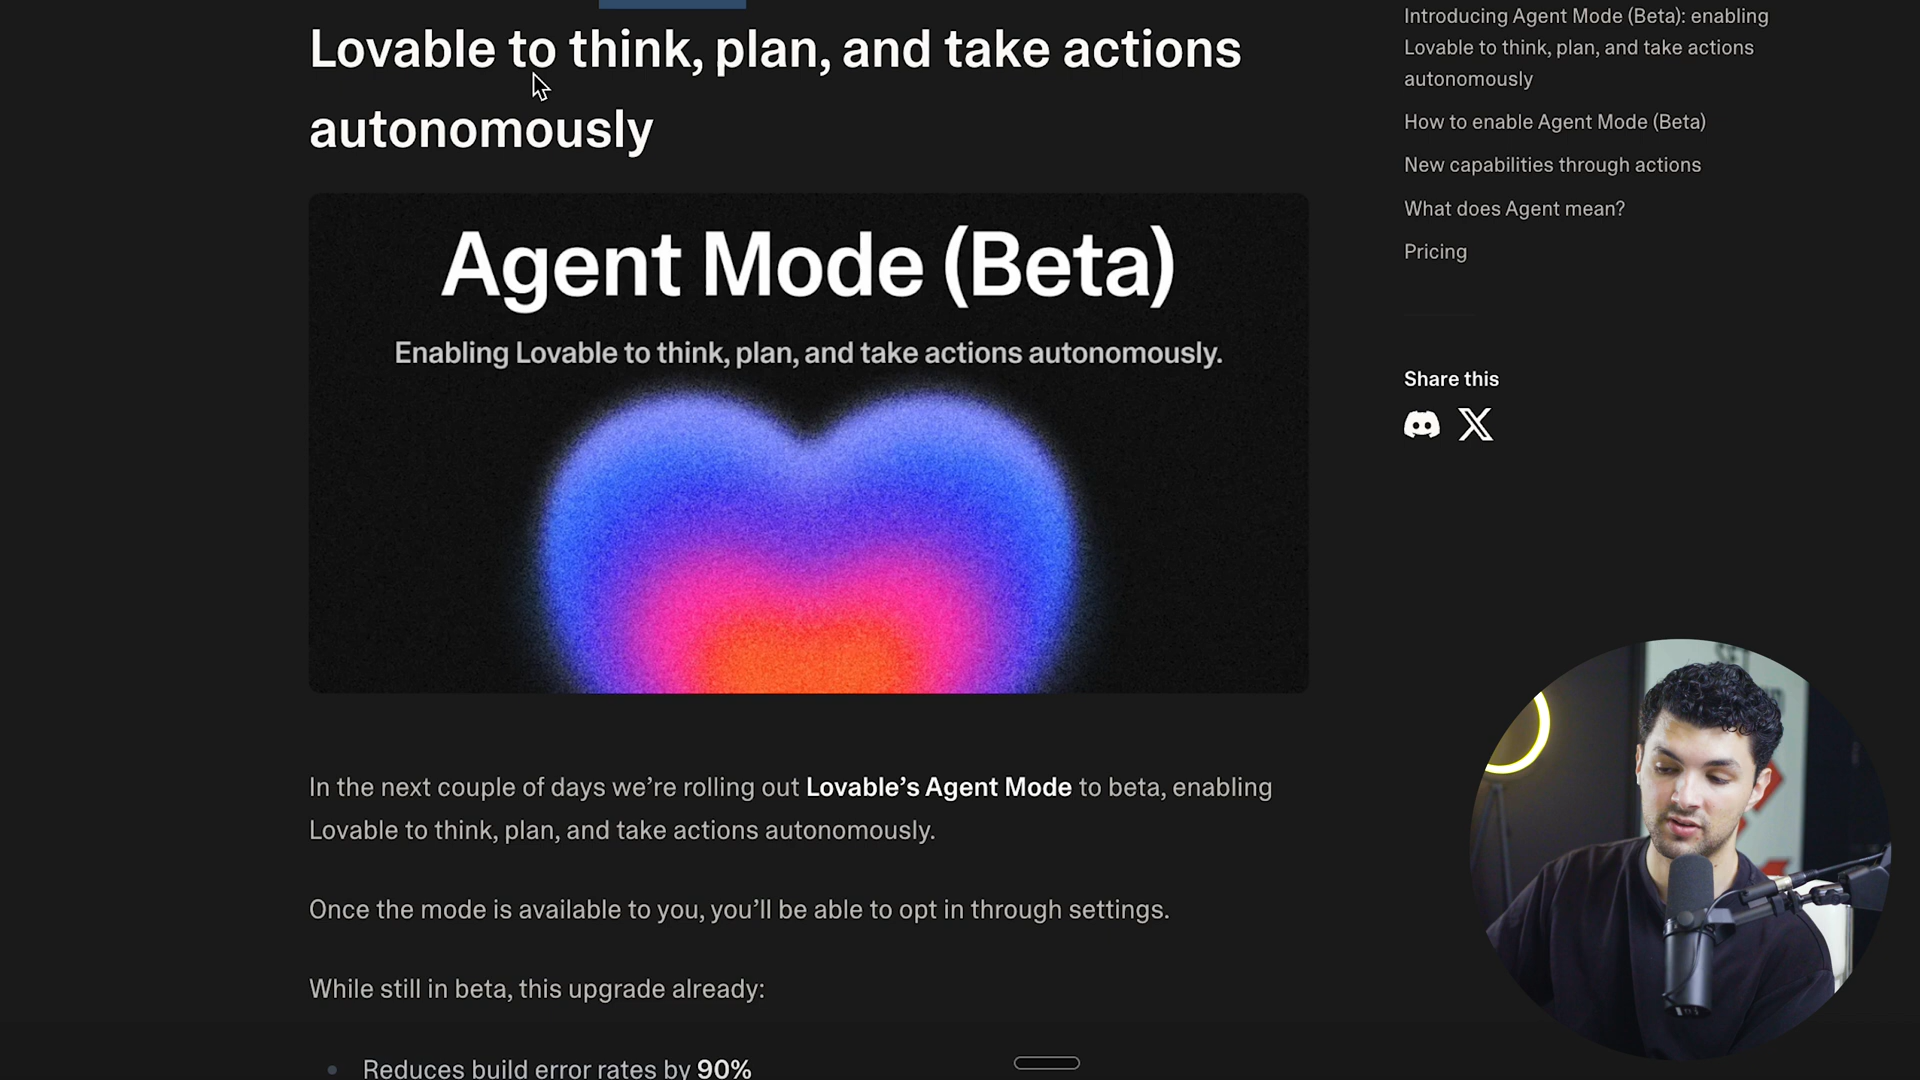 Lovable to think, plan, and take actions
autonomously
Agent Mode (Beta)
Enabling Lovable to think, plan, and take actions autonomously.
In the next couple of days we’re rolling out Lovable’s Agent Mode to beta, enabling
Lovable to think, plan, and take actions autonomously.
Once the mode is available to you, you’ll be able to opt in through settings.
While still in beta, this upgrade already:
• Reduces build error rates by 90%
Introducing Agent Mode (Beta): enabling
Lovable to think, plan, and take actions
autonomously
How to enable Agent Mode (Beta)
New capabilities through actions
What does Agent mean?
Pricing
Share this